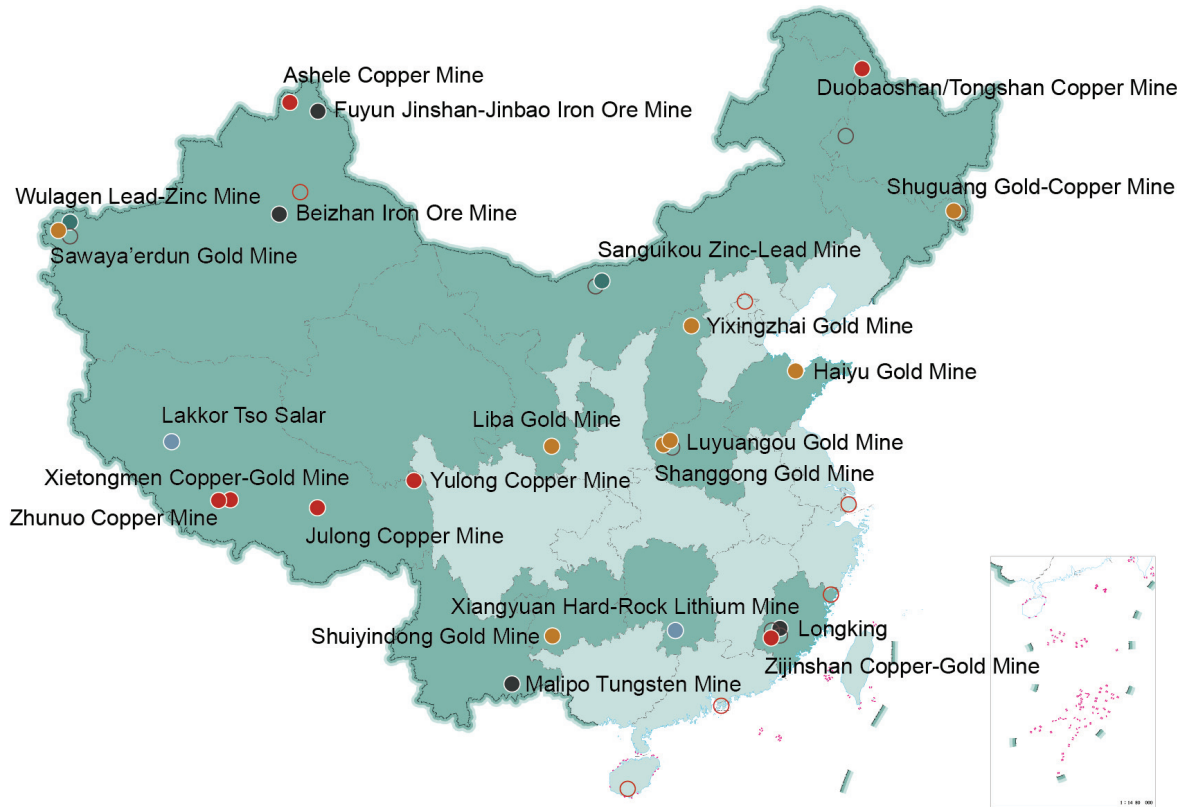 Ashele Copper Mine
Duobaoshan/Tongshan Copper Mine
Fuyun Jinshan-Jinbao Iron Ore Mine
Shuguang Gold-Copper Mine
Wulagen Lead-Zinc Mine
Beizhan Iron Ore Mine
Sawaya'erdun Gold Mine
Sanguikou Zinc-Lead Mine
Yixingzhai Gold Mine
Haiyu Gold Mine
Lakkor Tso Salar
Liba Gold Mine
Luyuangou Gold Mine
Shanggong Gold Mine
Xietongmen Copper-Gold Mine
Yulong Copper Mine
Zhunuo Copper Mine
Julong Copper Mine
Xiangyuan Hard-Rock Lithium Mine
Shuiyindong Gold Mine
Longking
Zijinshan Copper-Gold Mine
Malipo Tungsten Mine